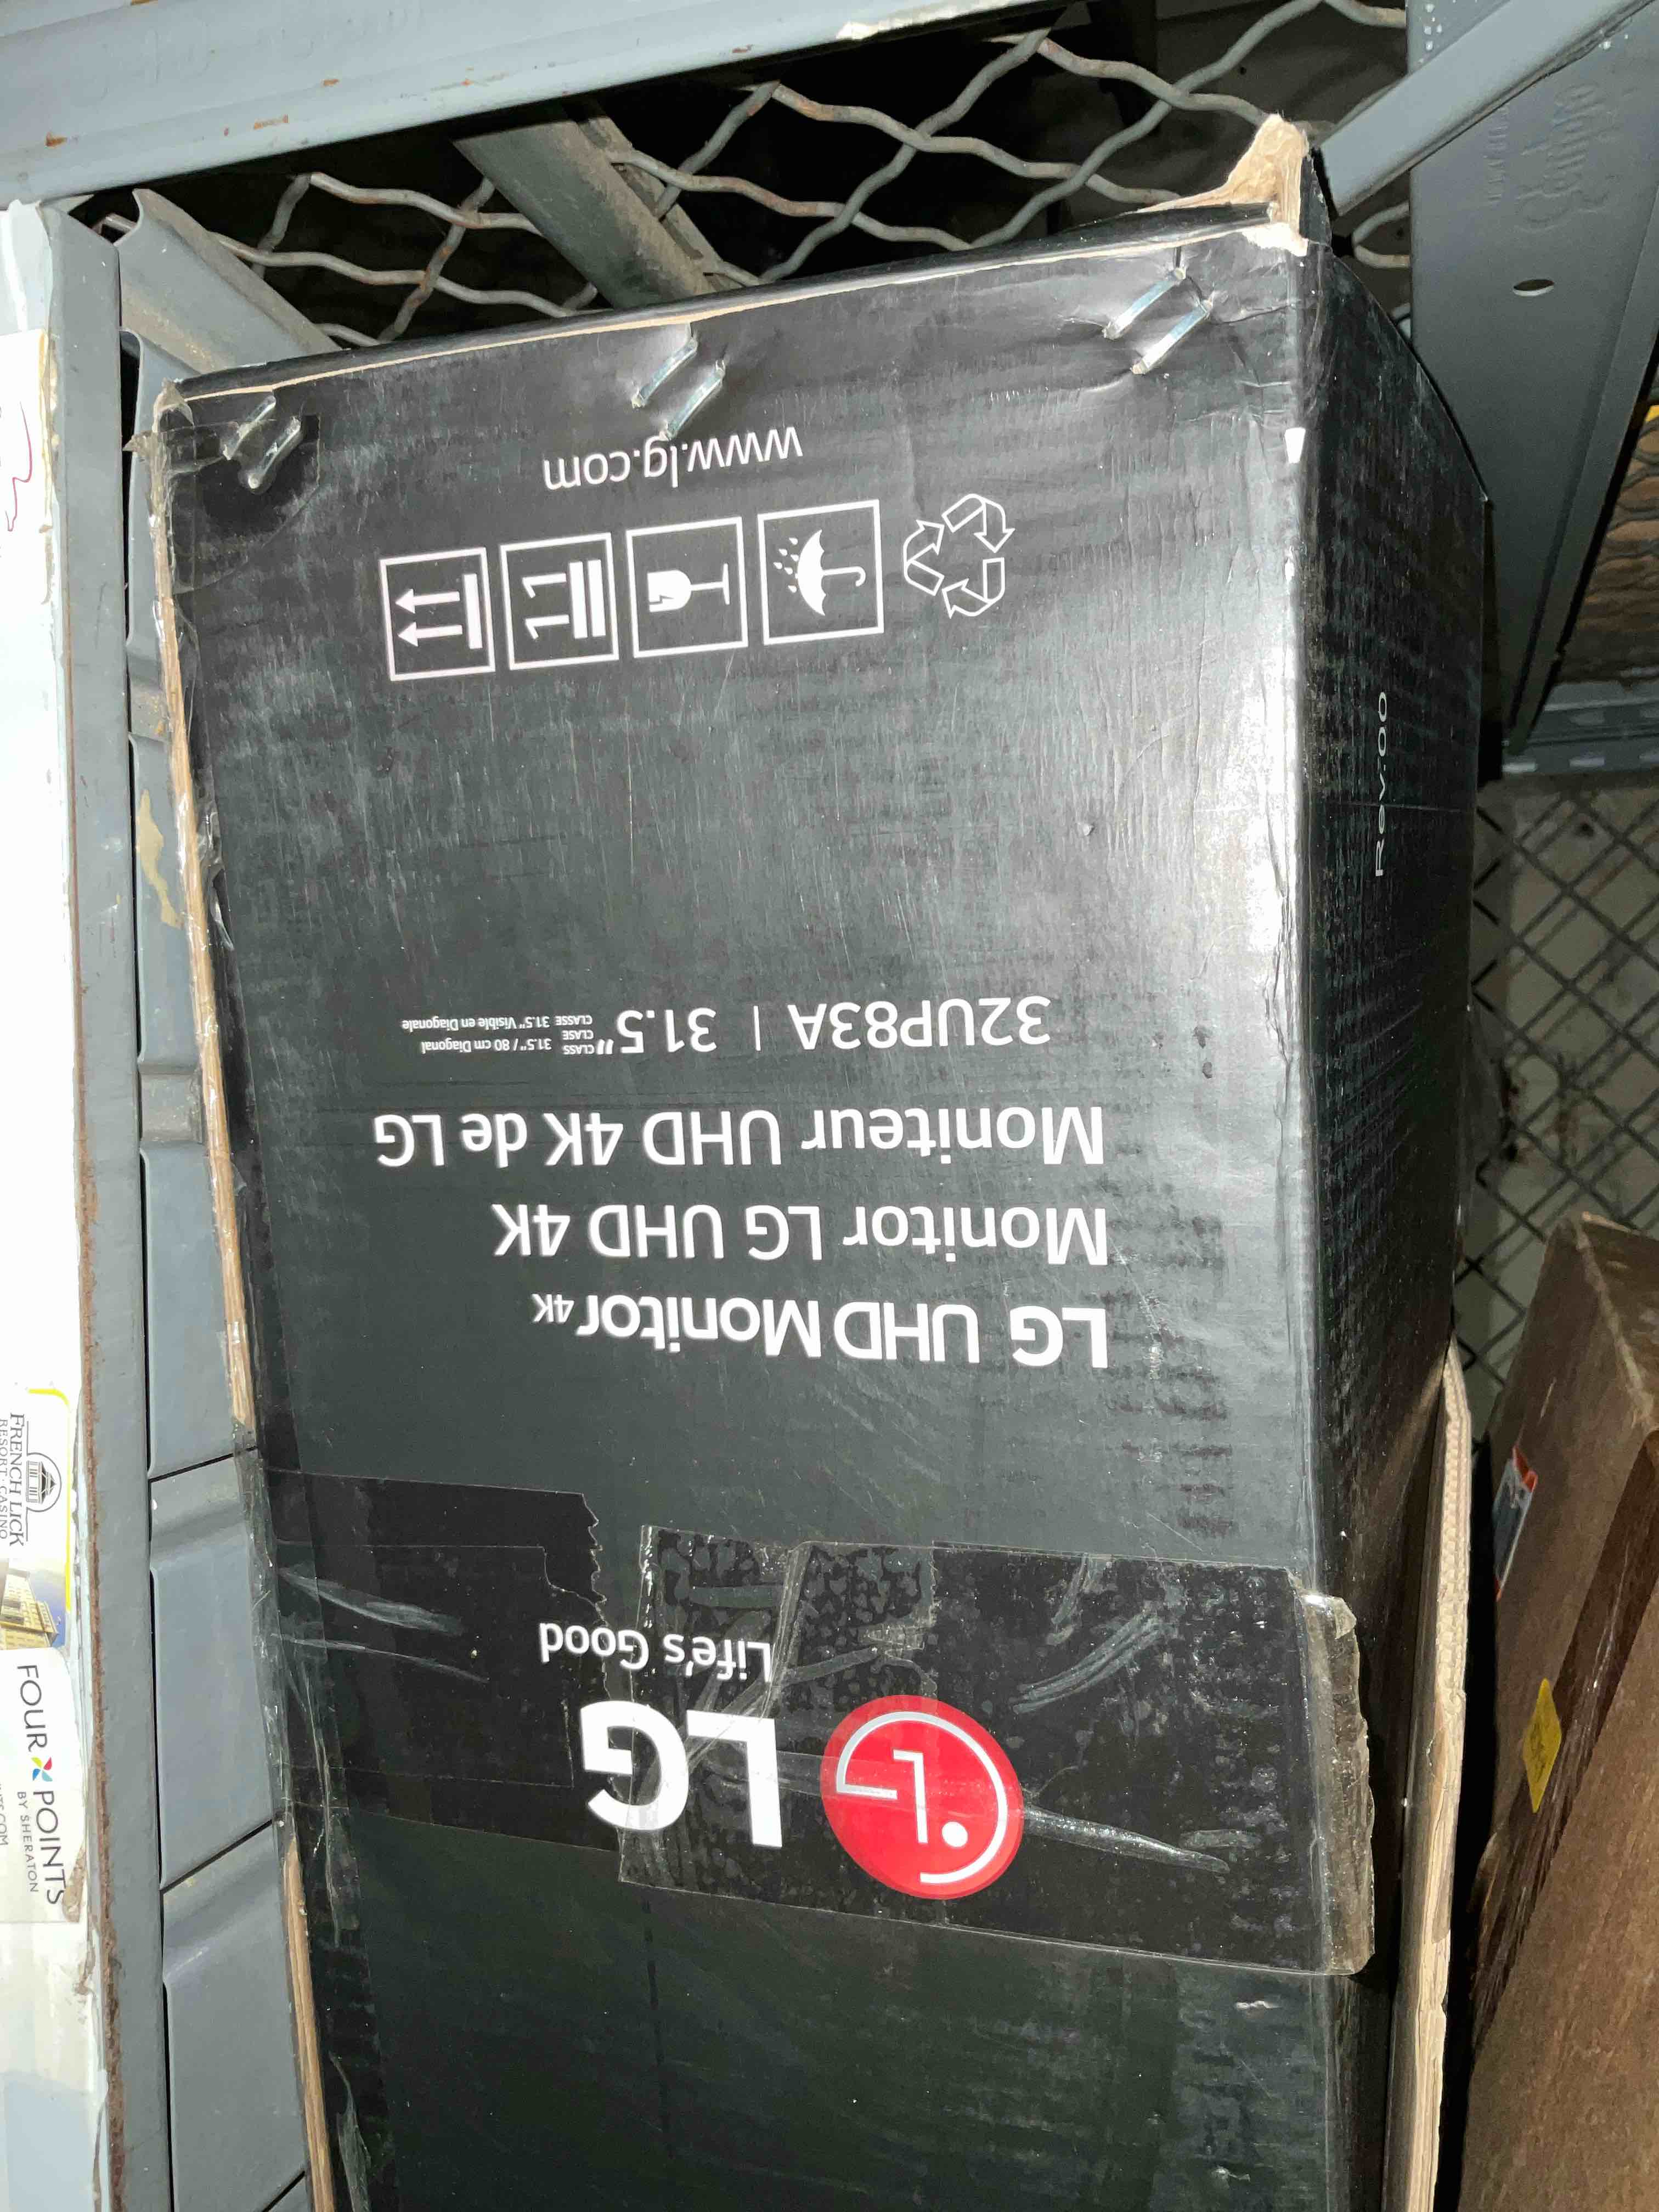 LG
Life's Good
LG UHD Monitor 4K
Monitor LG UHD 4K
Moniteur UHD 4K de LG
32UP83A | 31.5" CLASS 31.5" / 80 cm Diagonal
CLASE
CLASSE 31.5" Visible en Diagonale
11
www.lg.com
Rev.00
FRENCH LICK
RESORT · CASINO
FOUR POINTS
BY SHERATON